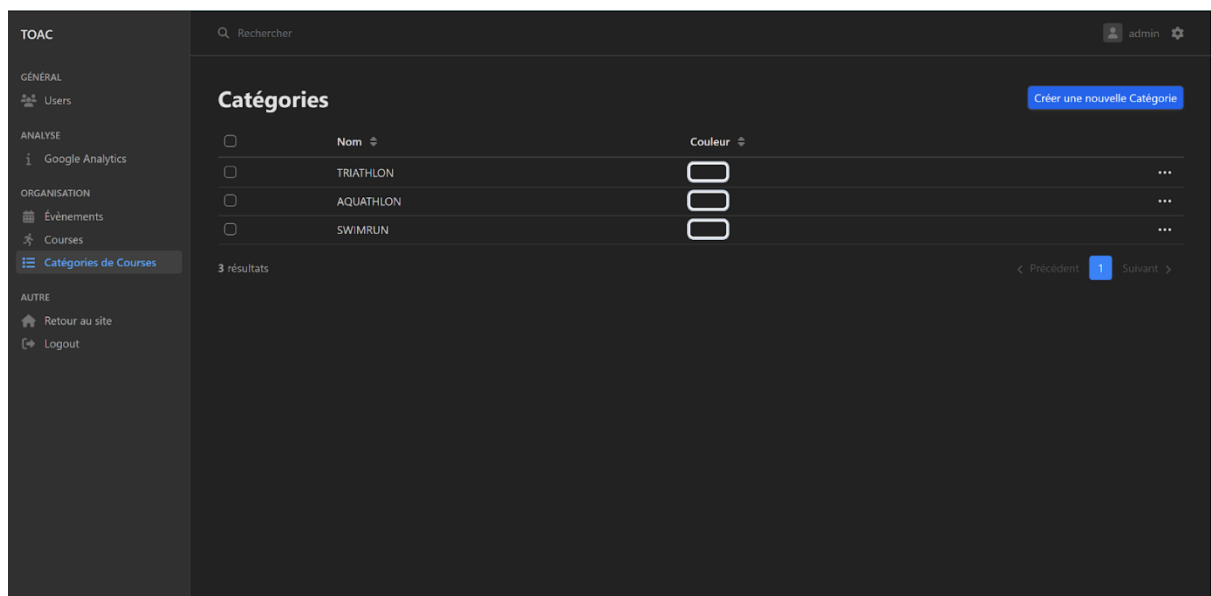 TOAC
Rechercher
admin
GÉNÉRAL
Users
ANALYSE
Google Analytics
ORGANISATION
Évènements
Courses
Catégories de Courses
AUTRE
Retour au site
Logout
Catégories
Créer une nouvelle Catégorie
Nom Couleur
TRIATHLON
AQUATHLON
SWIMRUN
3 résultats
Précédent 1 Suivant